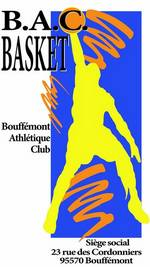 B.A.C.
BASKET
Bouffémont
Athlétique
Club
Siège social
23 rue des Cordonniers
95570 Bouffémont